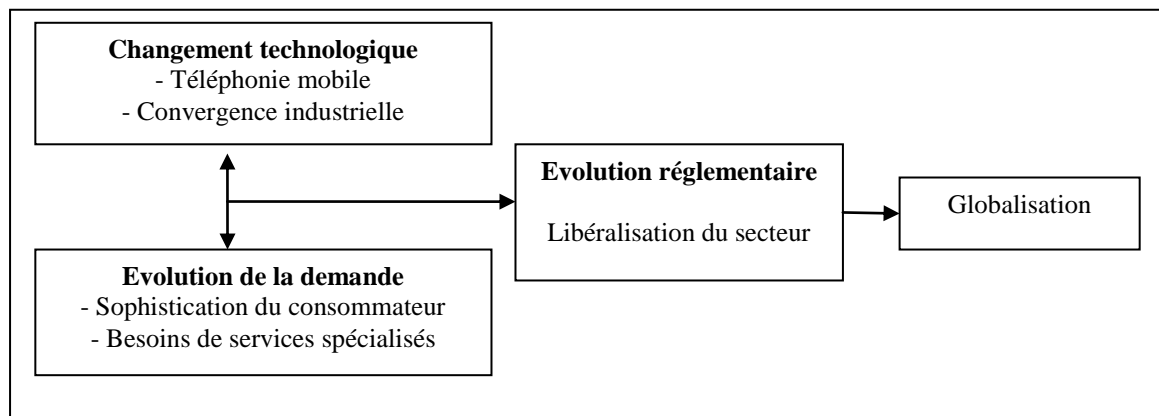 Changement technologique
- Téléphonie mobile
- Convergence industrielle
Evolution réglementaire
Libéralisation du secteur
Globalisation
Evolution de la demande
- Sophistication du consommateur
- Besoins de services spécialisés